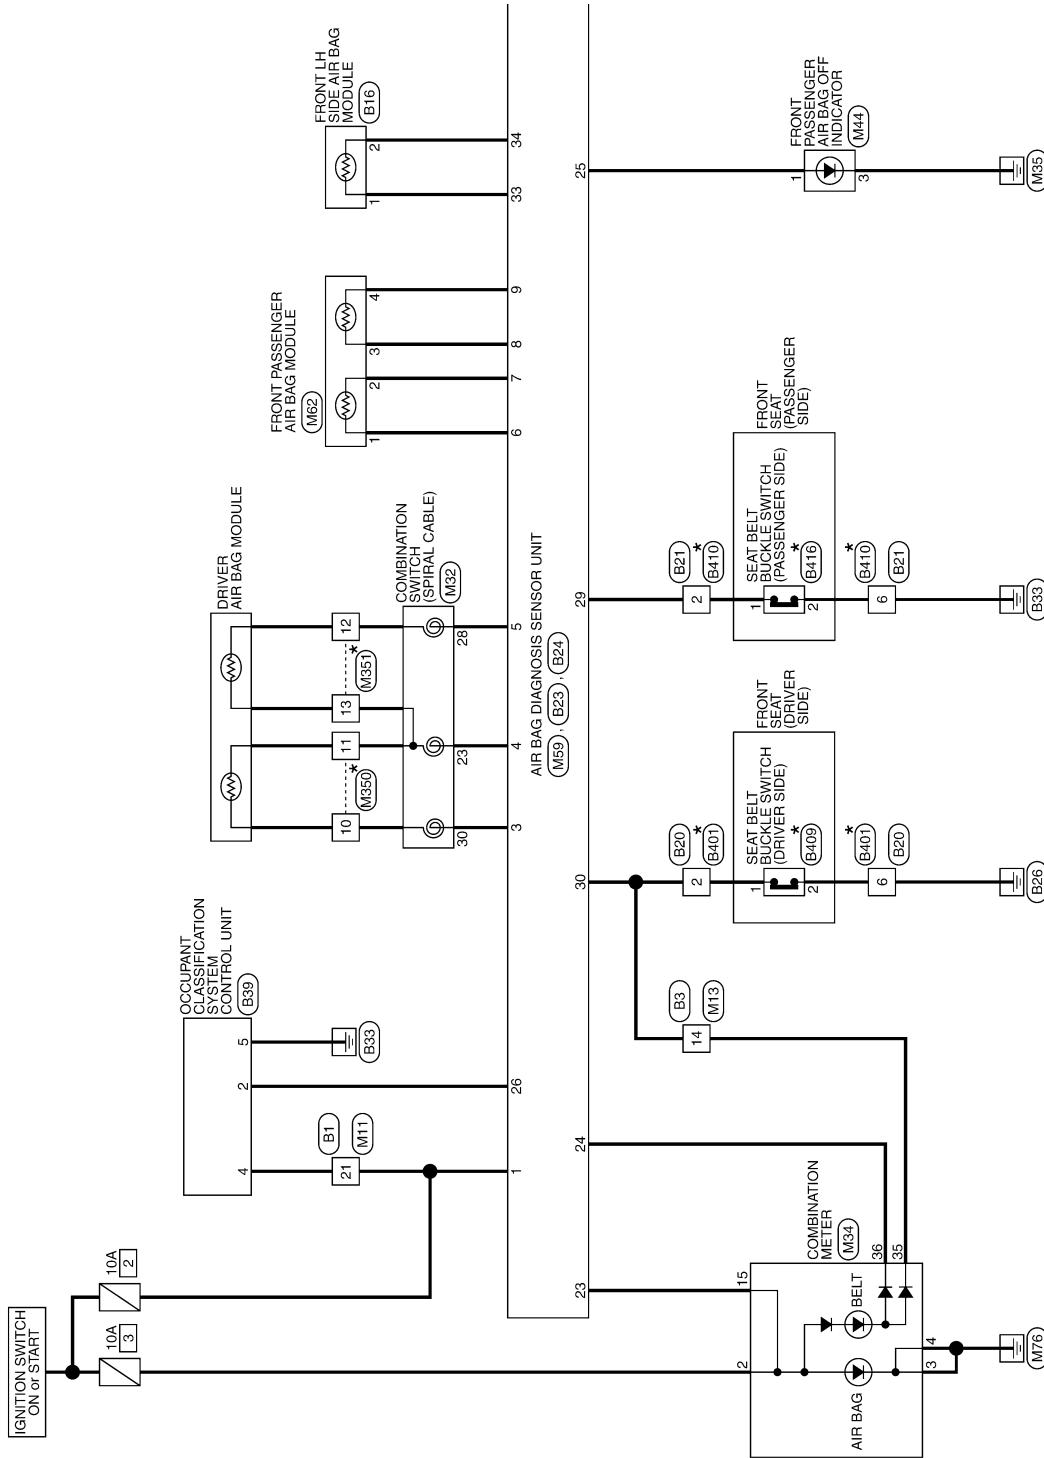 IGNITION SWITCH
ON or START
10A
3
10A
2
OCCUPANT
CLASSIFICATION
SYSTEM
CONTROL UNIT
B39
4
2
5
B1
21
M11
B33
1
26
DRIVER
AIR BAG MODULE
10
11
13
12
*
M350
*
M351
COMBINATION
SWITCH
(SPIRAL CABLE)
M32
30
23
28
3
4
5
FRONT PASSENGER
AIR BAG MODULE
M62
1
2
3
4
6
7
8
9
FRONT LH
SIDE AIR BAG
MODULE
B16
1
2
33
34
AIR BAG DIAGNOSIS SENSOR UNIT
M59 , B23 , B24
23
24
30
29
25
COMBINATION
METER
M34
2
15
36
35
AIR BAG
BELT
3
4
M76
B3
14
M13
B20
*
2
B401
FRONT
SEAT
(DRIVER
SIDE)
SEAT BELT
BUCKLE SWITCH
(DRIVER SIDE)
*
B409
1
2
*
B401
6
B20
B26
B21
*
2
B410
FRONT
SEAT
(PASSENGER
SIDE)
SEAT BELT
BUCKLE SWITCH
(PASSENGER SIDE)
*
B416
1
2
*
B410
6
B21
B33
FRONT
PASSENGER
AIR BAG OFF
INDICATOR
M44
1
3
M35